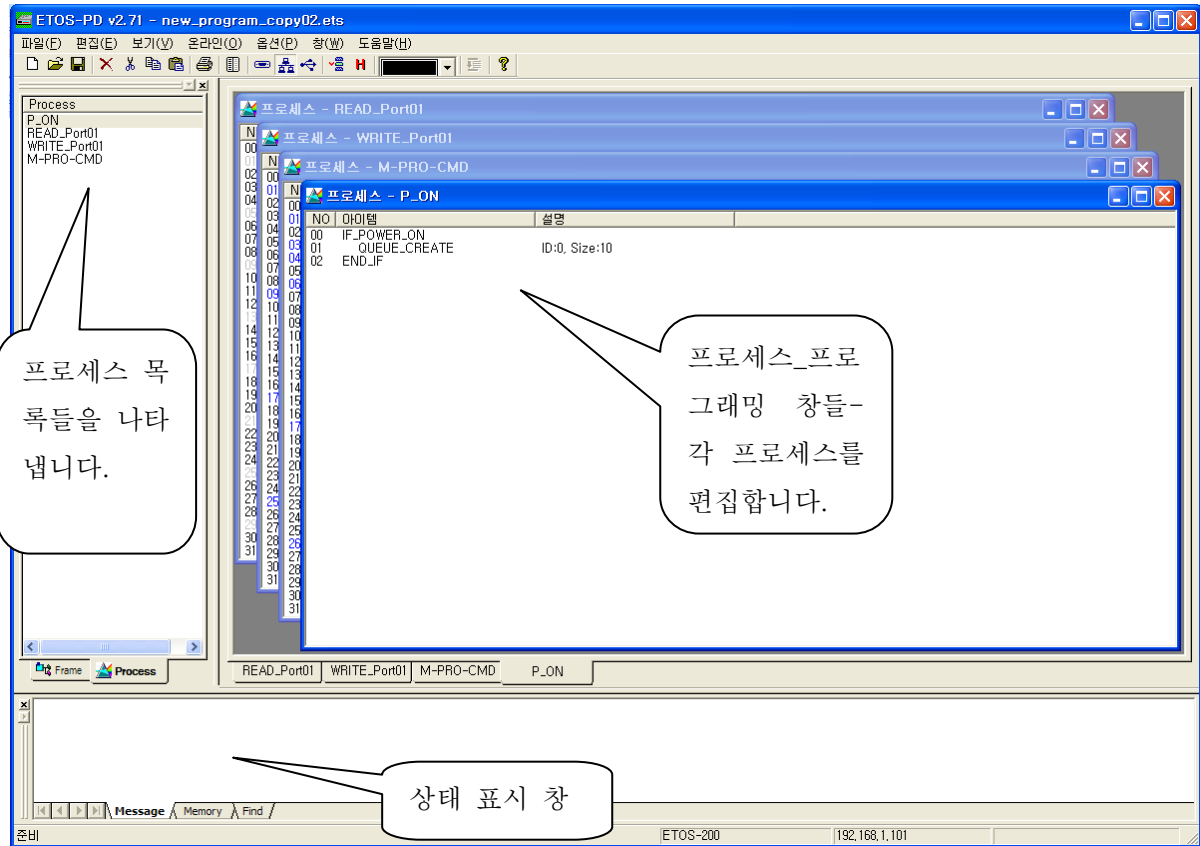 ETOS-PD v2.71 - new_program_copy02.ets
파일(F) 편집(E) 보기(V) 온라인(O) 옵션(P) 창(W) 도움말(H)
Process
P_ON
READ_Port01
WRITE_Port01
M-PRO-CMD
프로세스 목
록들을 나타
냅니다.
Frame Process
프로세스 - READ_Port01
프로세스 - WRITE_Port01
프로세스 - M-PRO-CMD
프로세스 - P_ON
NO 아이템 설명
00 IF_POWER_ON
01 QUEUE_CREATE ID:0, Size:10
02 END_IF
프로세스_프로
그래밍 창들-
각 프로세스를
편집합니다.
READ_Port01 WRITE_Port01 M-PRO-CMD P_ON
상태 표시 창
Message Memory Find
준비 ETOS-200 192,168,1,101